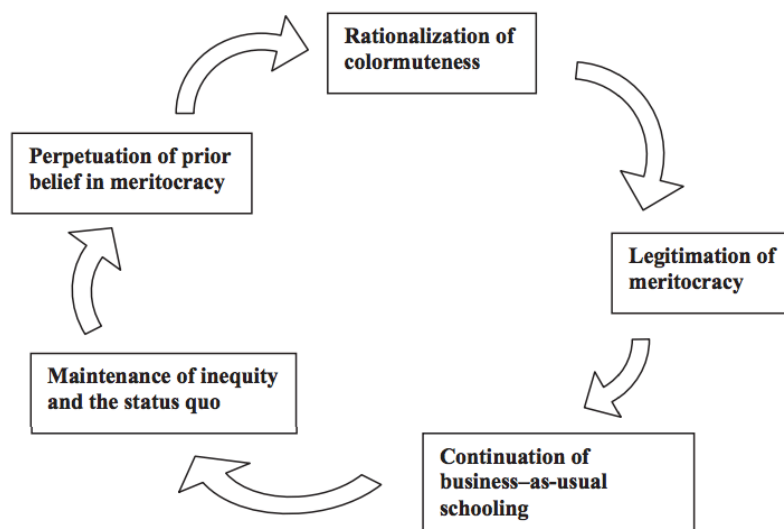 Rationalization of
colormuteness
Perpetuation of prior
belief in meritocracy
Legitimation of
meritocracy
Maintenance of inequity
and the status quo
Continuation of
business–as-usual
schooling